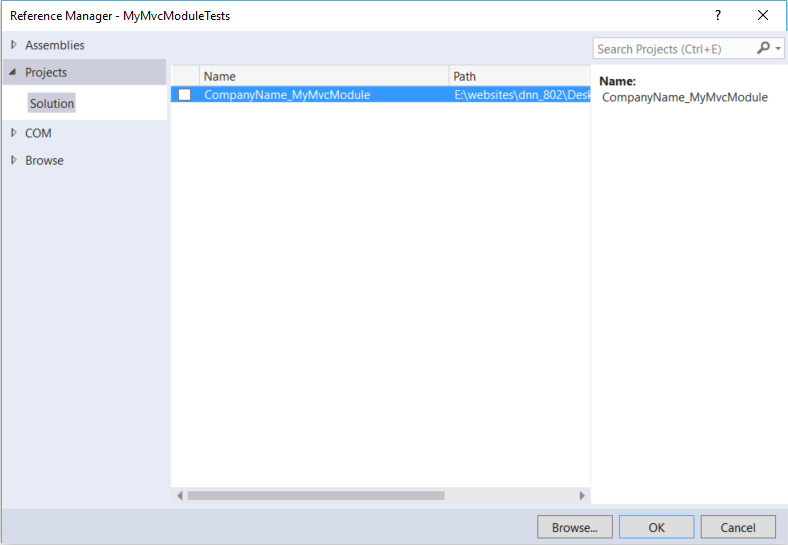 Reference Manager - MyMvcModuleTests ?
Assemblies
Projects
Solution
COM
Browse
Name Path
CompanyName_MyMvcModule E:\websites\dnn_802\Desk
Search Projects (Ctrl+E)
Name:
CompanyName_MyMvcModule
Browse... OK Cancel